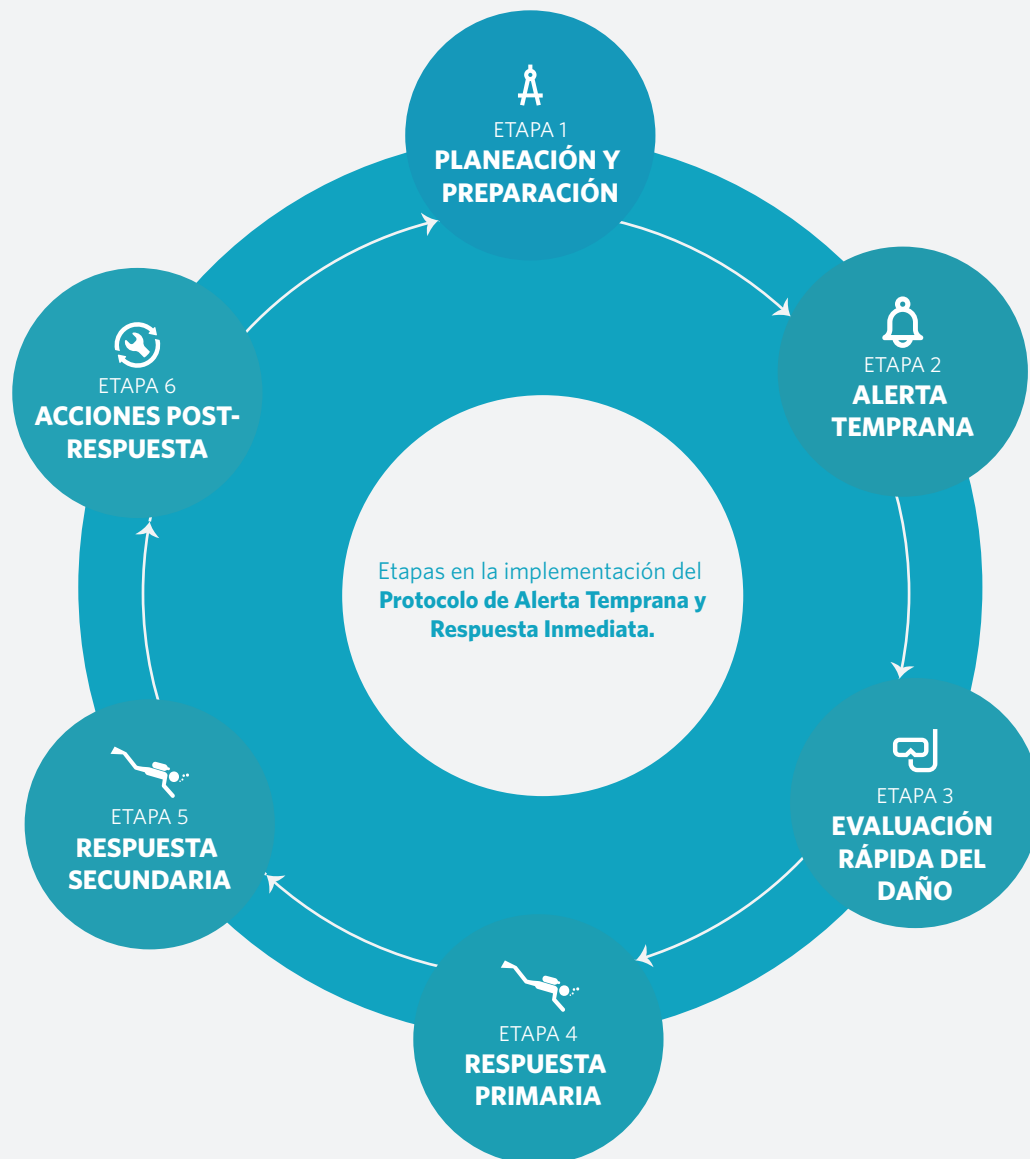 ETAPA 1
PLANEACIÓN Y
PREPARACIÓN
ETAPA 2
ALERTA
TEMPRANA
ETAPA 3
EVALUACIÓN
RÁPIDA DEL
DAÑO
ETAPA 4
RESPUESTA
PRIMARIA
ETAPA 5
RESPUESTA
SECUNDARIA
ETAPA 6
ACCIONES POST-
RESPUESTA
Etapas en la implementación del
Protocolo de Alerta Temprana y
Respuesta Inmediata.